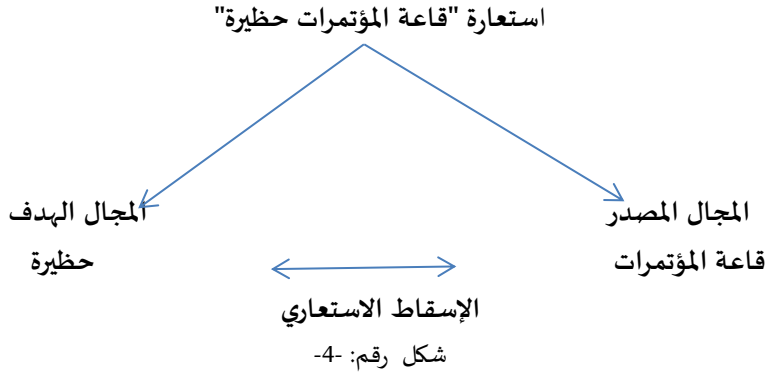 استعارة "قاعة المؤتمرات حظيرة"
المجال المصدر
المجال الهدف
قاعة المؤتمرات
حظيرة
الإسقاط الاستعاري
شكل رقم: -4-